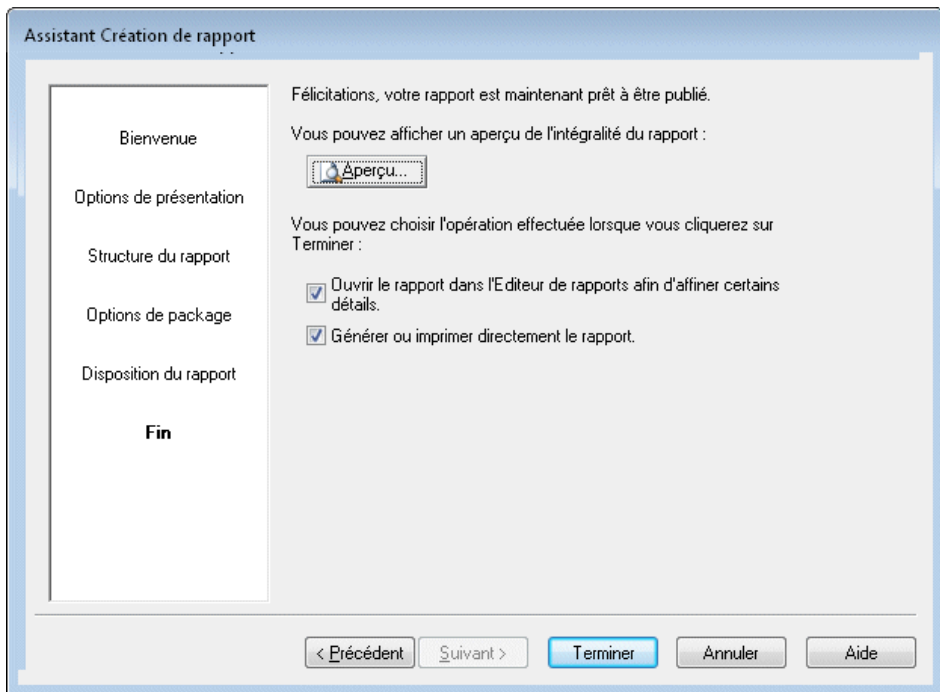 Assistant Création de rapport
Bienvenue
Options de présentation
Structure du rapport
Options de package
Disposition du rapport
Fin
Félicitations, votre rapport est maintenant prêt à être publié.
Vous pouvez afficher un aperçu de l'intégralité du rapport :
Aperçu...
Vous pouvez choisir l'opération effectuée lorsque vous cliquerez sur
Terminer :
Ouvrir le rapport dans l'Editeur de rapports afin d'affiner certains
détails.
Générer ou imprimer directement le rapport.
< Précédent
Suivant >
Terminer
Annuler
Aide